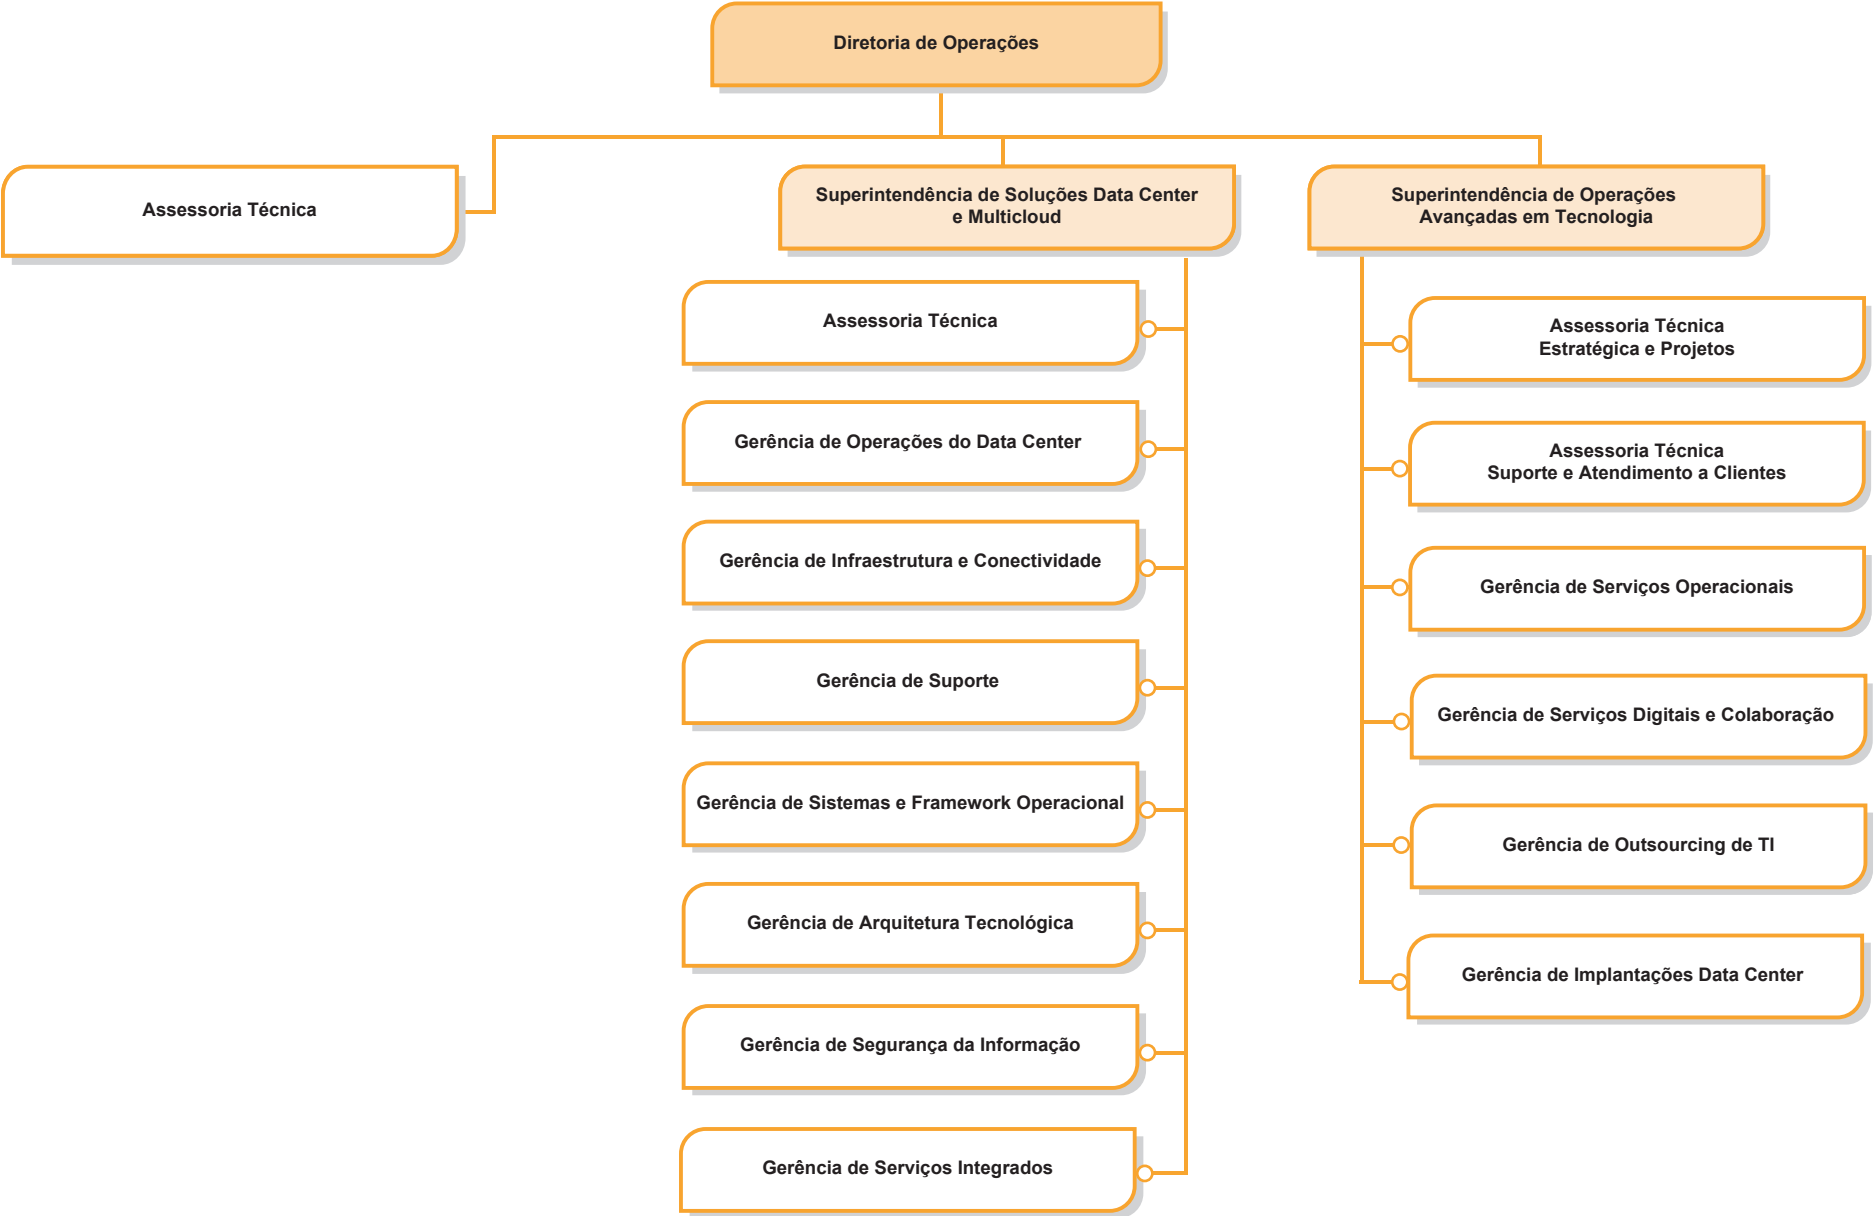 Diretoria de Operações
Assessoria Técnica
Superintendência de Soluções Data Center
e Multicloud
Superintendência de Operações
Avançadas em Tecnologia
Assessoria Técnica
Gerência de Operações do Data Center
Gerência de Infraestrutura e Conectividade
Gerência de Suporte
Gerência de Sistemas e Framework Operacional
Gerência de Arquitetura Tecnológica
Gerência de Segurança da Informação
Gerência de Serviços Integrados
Assessoria Técnica
Estratégica e Projetos
Assessoria Técnica
Suporte e Atendimento a Clientes
Gerência de Serviços Operacionais
Gerência de Serviços Digitais e Colaboração
Gerência de Outsourcing de TI
Gerência de Implantações Data Center